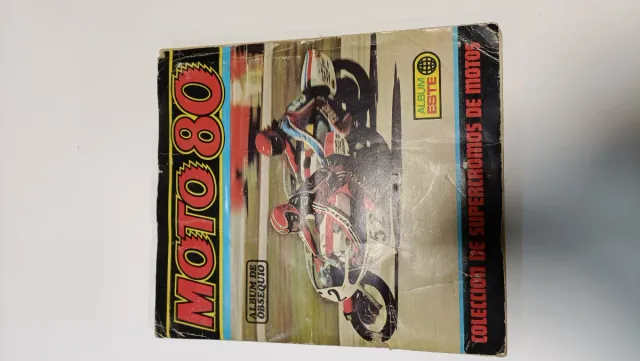 MOTO 80
ALBUM
ESTE
ALBUM DE
OBSEQUIO
COLECCION DE SUPERCROMOS DE MOTOS